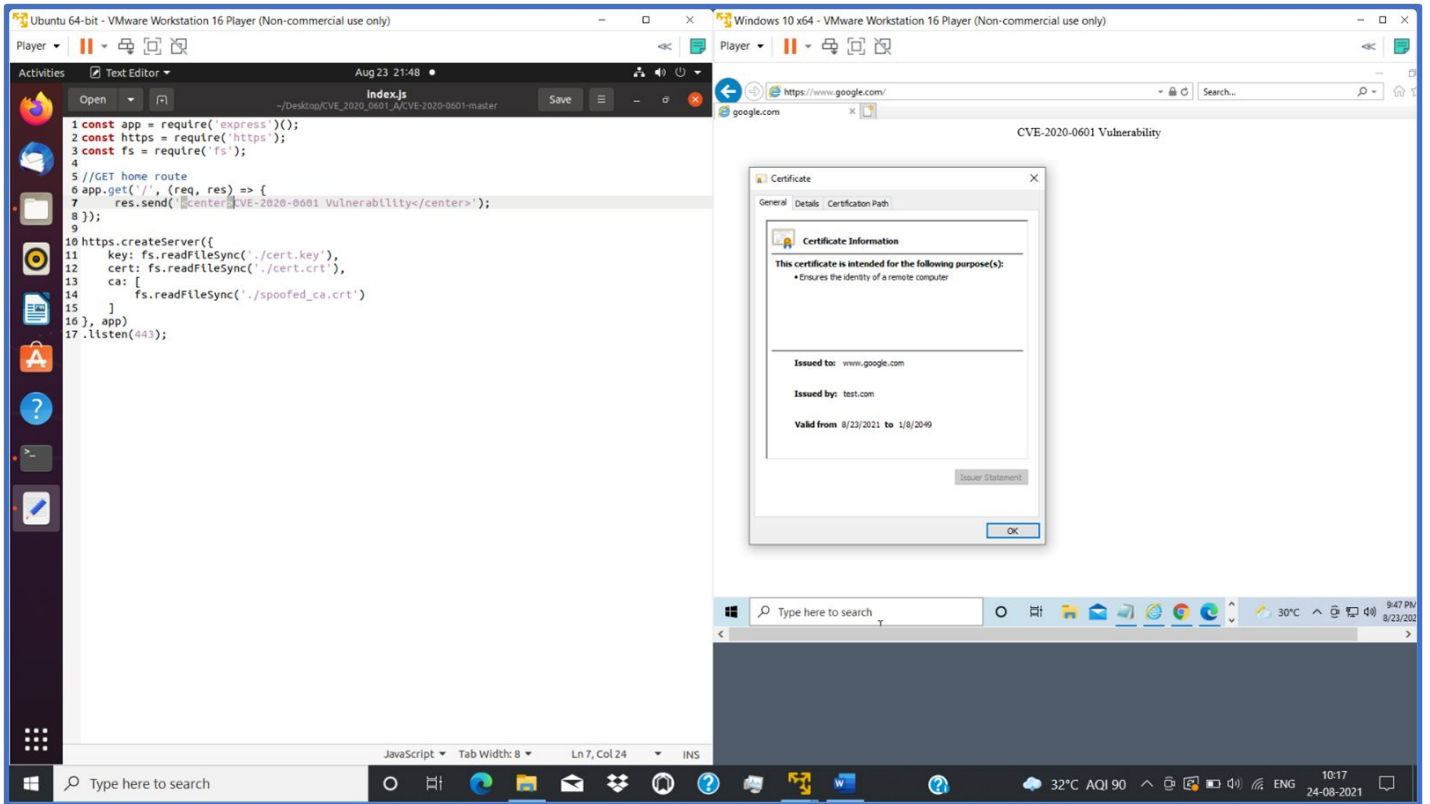 Ubuntu 64-bit - VMware Workstation 16 Player (Non-commercial use only)
Player
Activities
Text Editor
Aug 23 21:48
Open
index.js
~/Desktop/CVE_2020_0601_A/CVE-2020-0601-master
Save
1 const app = require('express')();
2 const https = require('https');
3 const fs = require('fs');
4
5 //GET home route
6 app.get('/', (req, res) => {
7 res.send('<center>CVE-2020-0601 Vulnerability</center>');
8 });
9
10 https.createServer({
11 key: fs.readFileSync('./cert.key'),
12 cert: fs.readFileSync('./cert.crt'),
13 ca: [
14 fs.readFileSync('./spoofed_ca.crt')
15 ]
16 }, app)
17 .listen(443);
JavaScript
Tab Width: 8
Ln 7, Col 24
INS
Windows 10 x64 - VMware Workstation 16 Player (Non-commercial use only)
Player
https://www.google.com/
Search...
google.com
CVE-2020-0601 Vulnerability
Certificate
General Details Certification Path
Certificate Information
This certificate is intended for the following purpose(s):
• Ensures the identity of a remote computer
Issued to: www.google.com
Issued by: test.com
Valid from 8/23/2021 to 1/8/2049
Issuer Statement
OK
Type here to search
30°C
9:47 PM
8/23/202
Type here to search
32°C AQI 90
ENG
10:17
24-08-2021